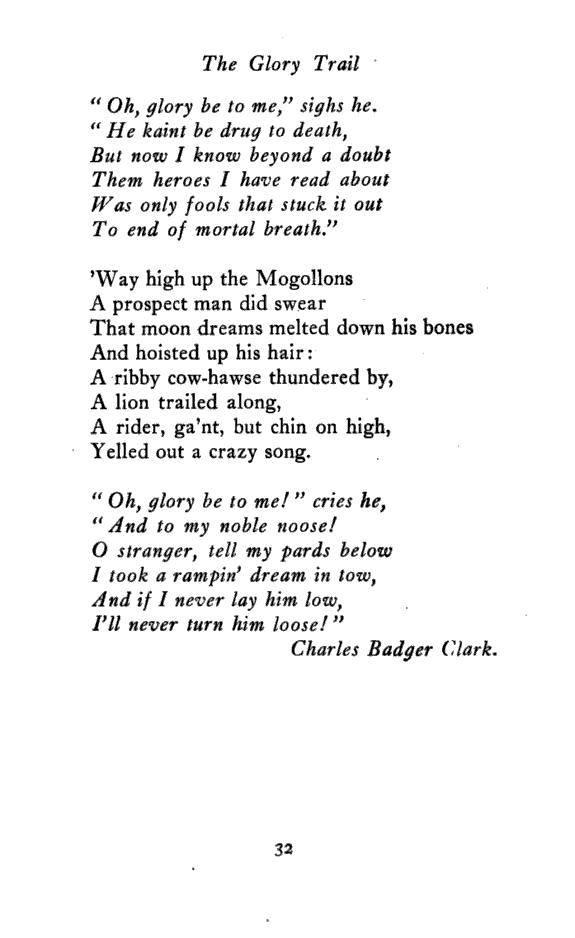 The Glory Trail
“ Oh, glory be to me,” sighs he.
“ He kaint be drug to death,
But now I know beyond a doubt
Them heroes I have read about
Was only fools that stuck it out
To end of mortal breath.”
’Way high up the Mogollons
A prospect man did swear
That moon dreams melted down his bones
And hoisted up his hair:
A ribby cow-hawse thundered by,
A lion trailed along,
A rider, ga’nt, but chin on high,
Yelled out a crazy song.
“ Oh, glory be to me! ” cries he,
“ And to my noble noose!
O stranger, tell my pards below
I took a rampin’ dream in tow,
And if I never lay him low,
I’ll never turn him loose! ”
Charles Badger Clark.
32